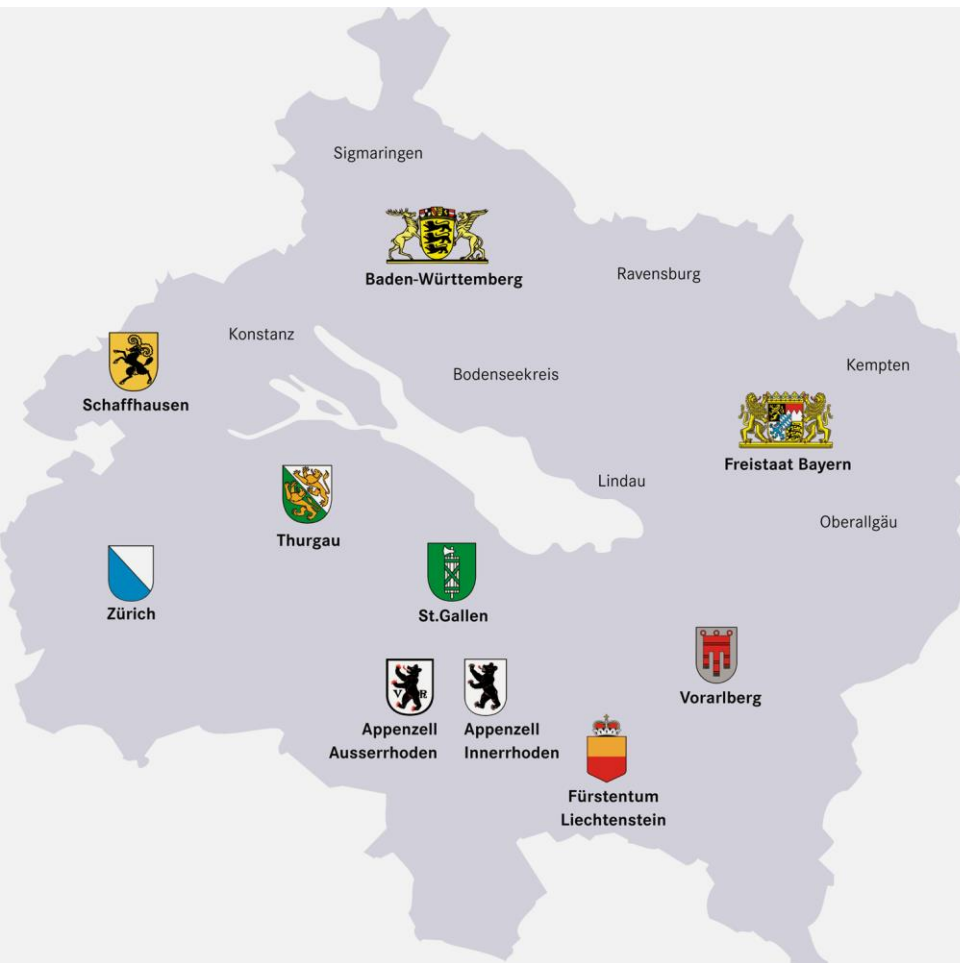 Sigmaringen
Baden-Württemberg
Ravensburg
Konstanz
Bodenseekreis
Kempten
Schaffhausen
Freistaat Bayern
Lindau
Oberallgäu
Thurgau
Zürich
St.Gallen
V R
Vorarlberg
Appenzell
Ausserrhoden
Appenzell
Innerrhoden
Fürstentum
Liechtenstein